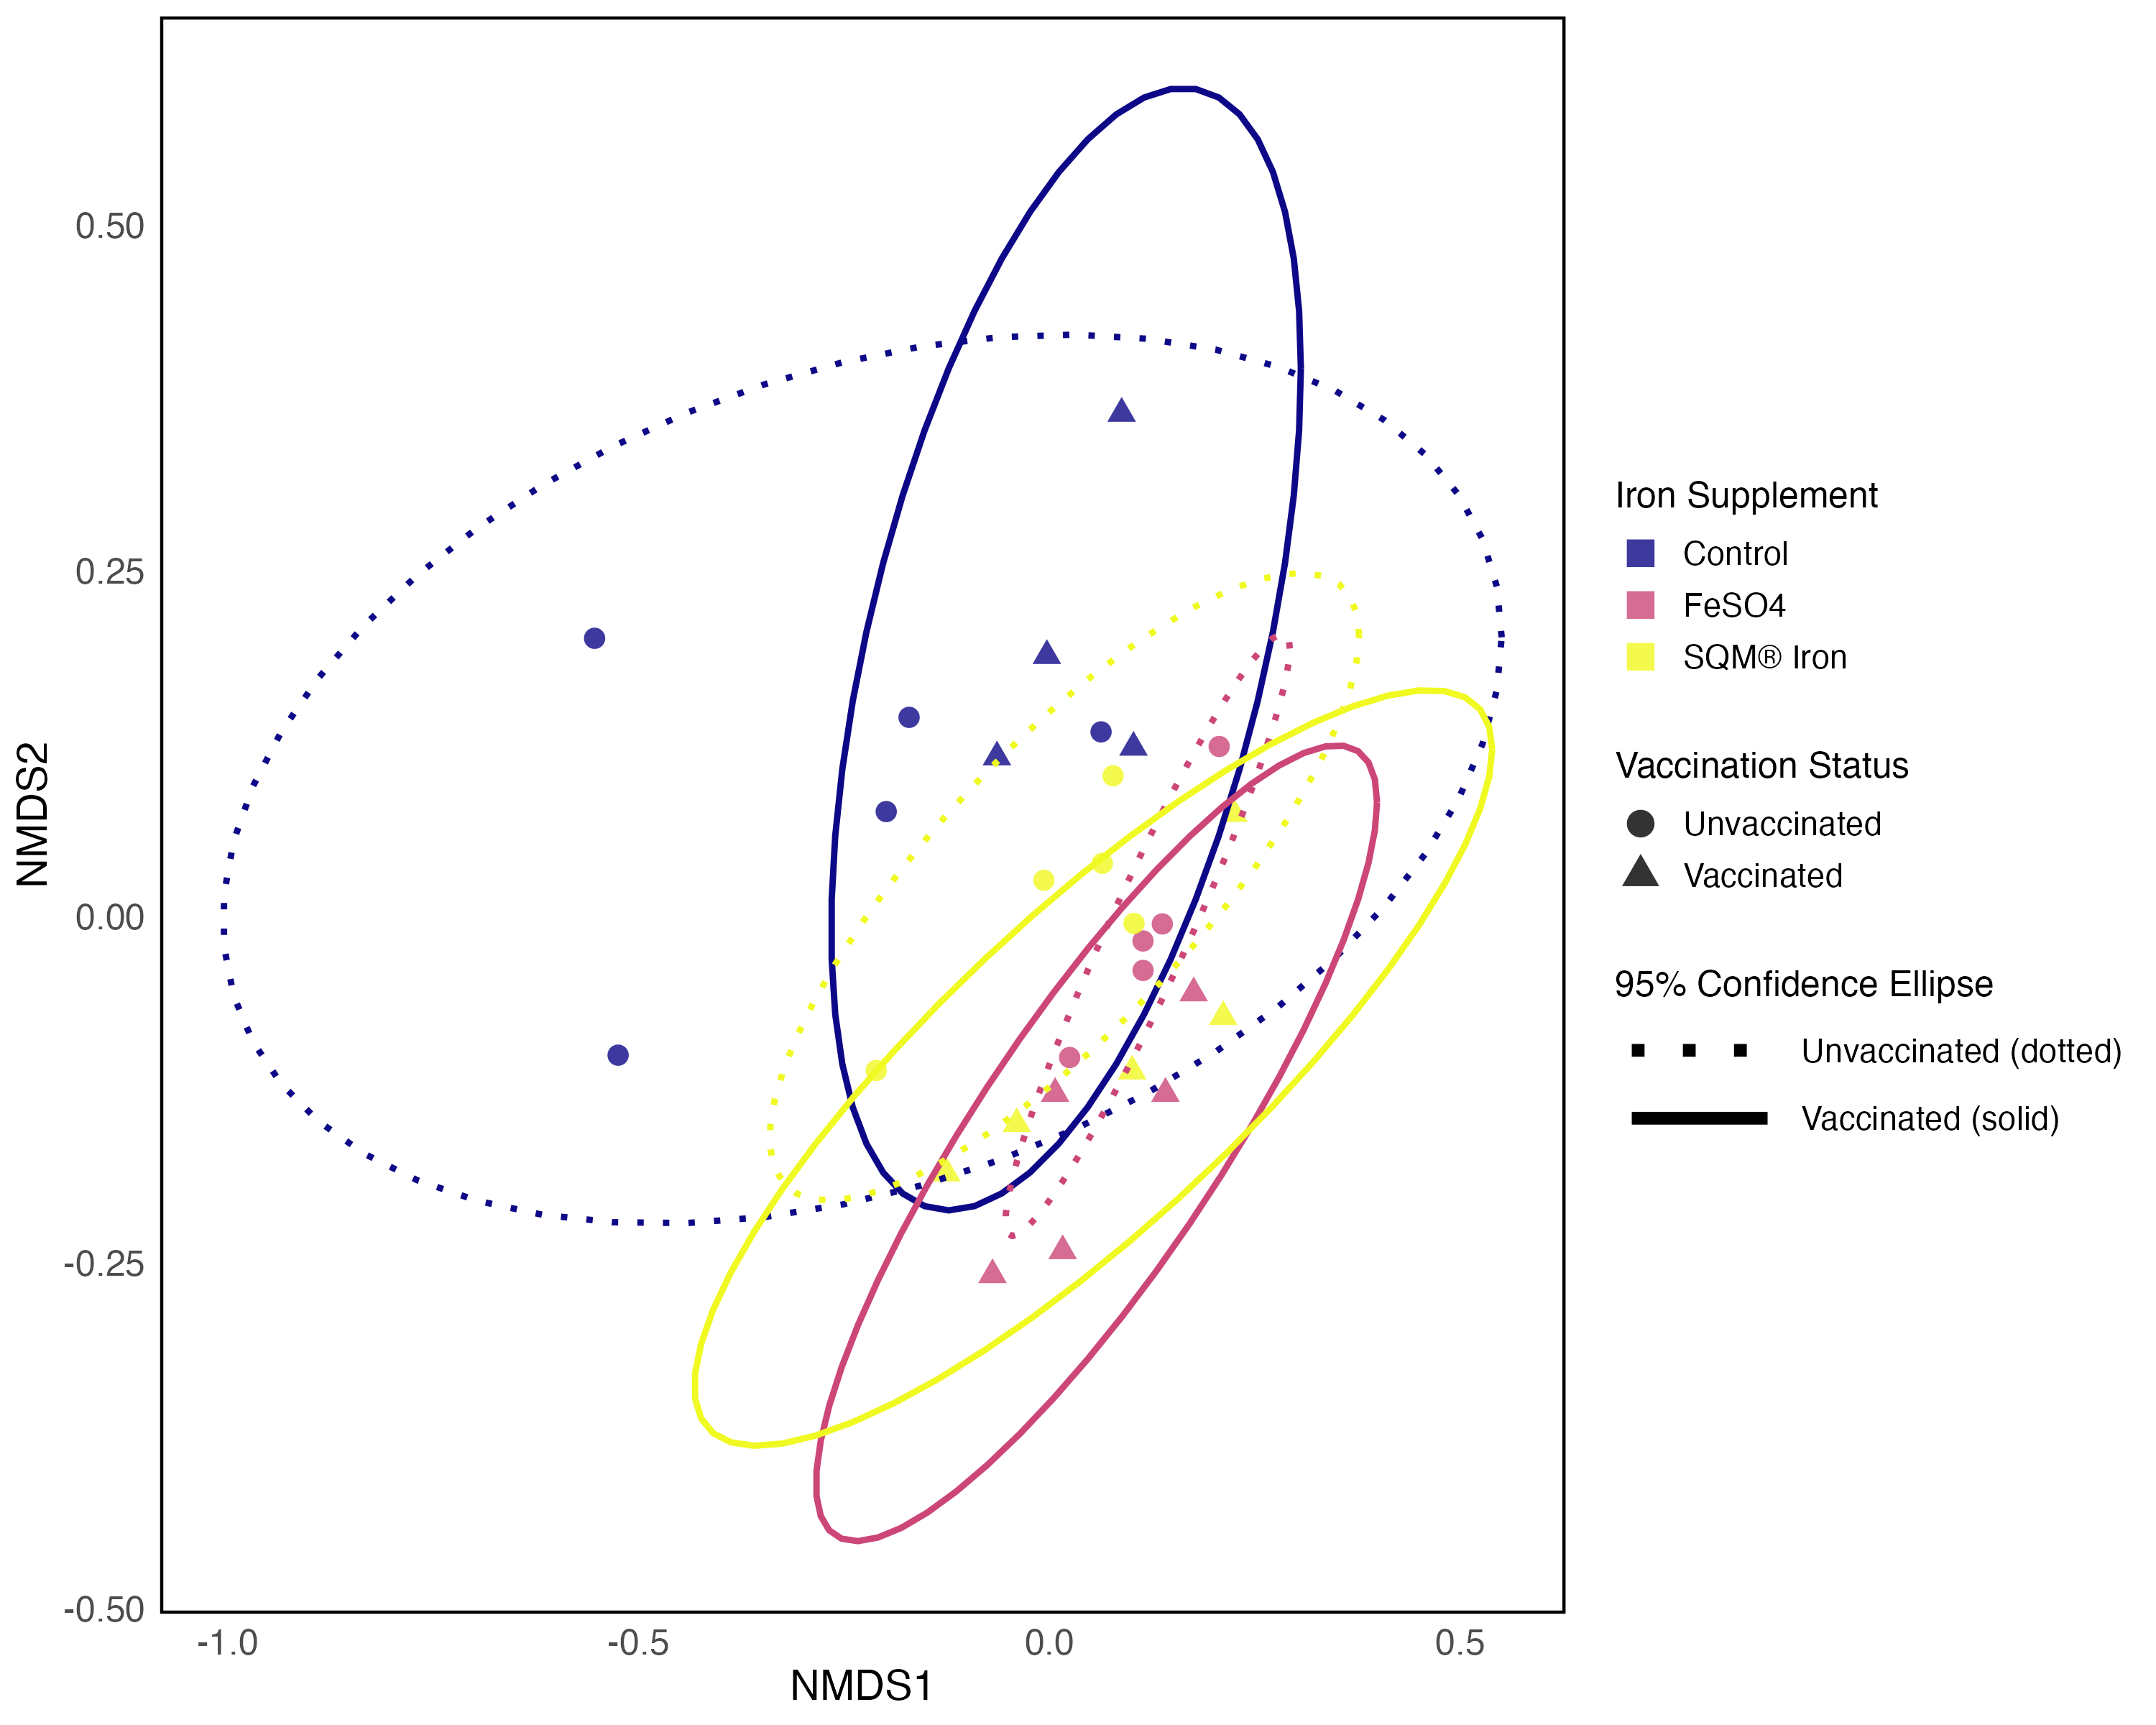 NMDS2
0.50
0.25
0.00
-0.25
-0.50
-1.0
-0.5
0.0
0.5
NMDS1
Iron Supplement
Control
FeSO4
SQM® Iron
Vaccination Status
Unvaccinated
Vaccinated
95% Confidence Ellipse
Unvaccinated (dotted)
Vaccinated (solid)